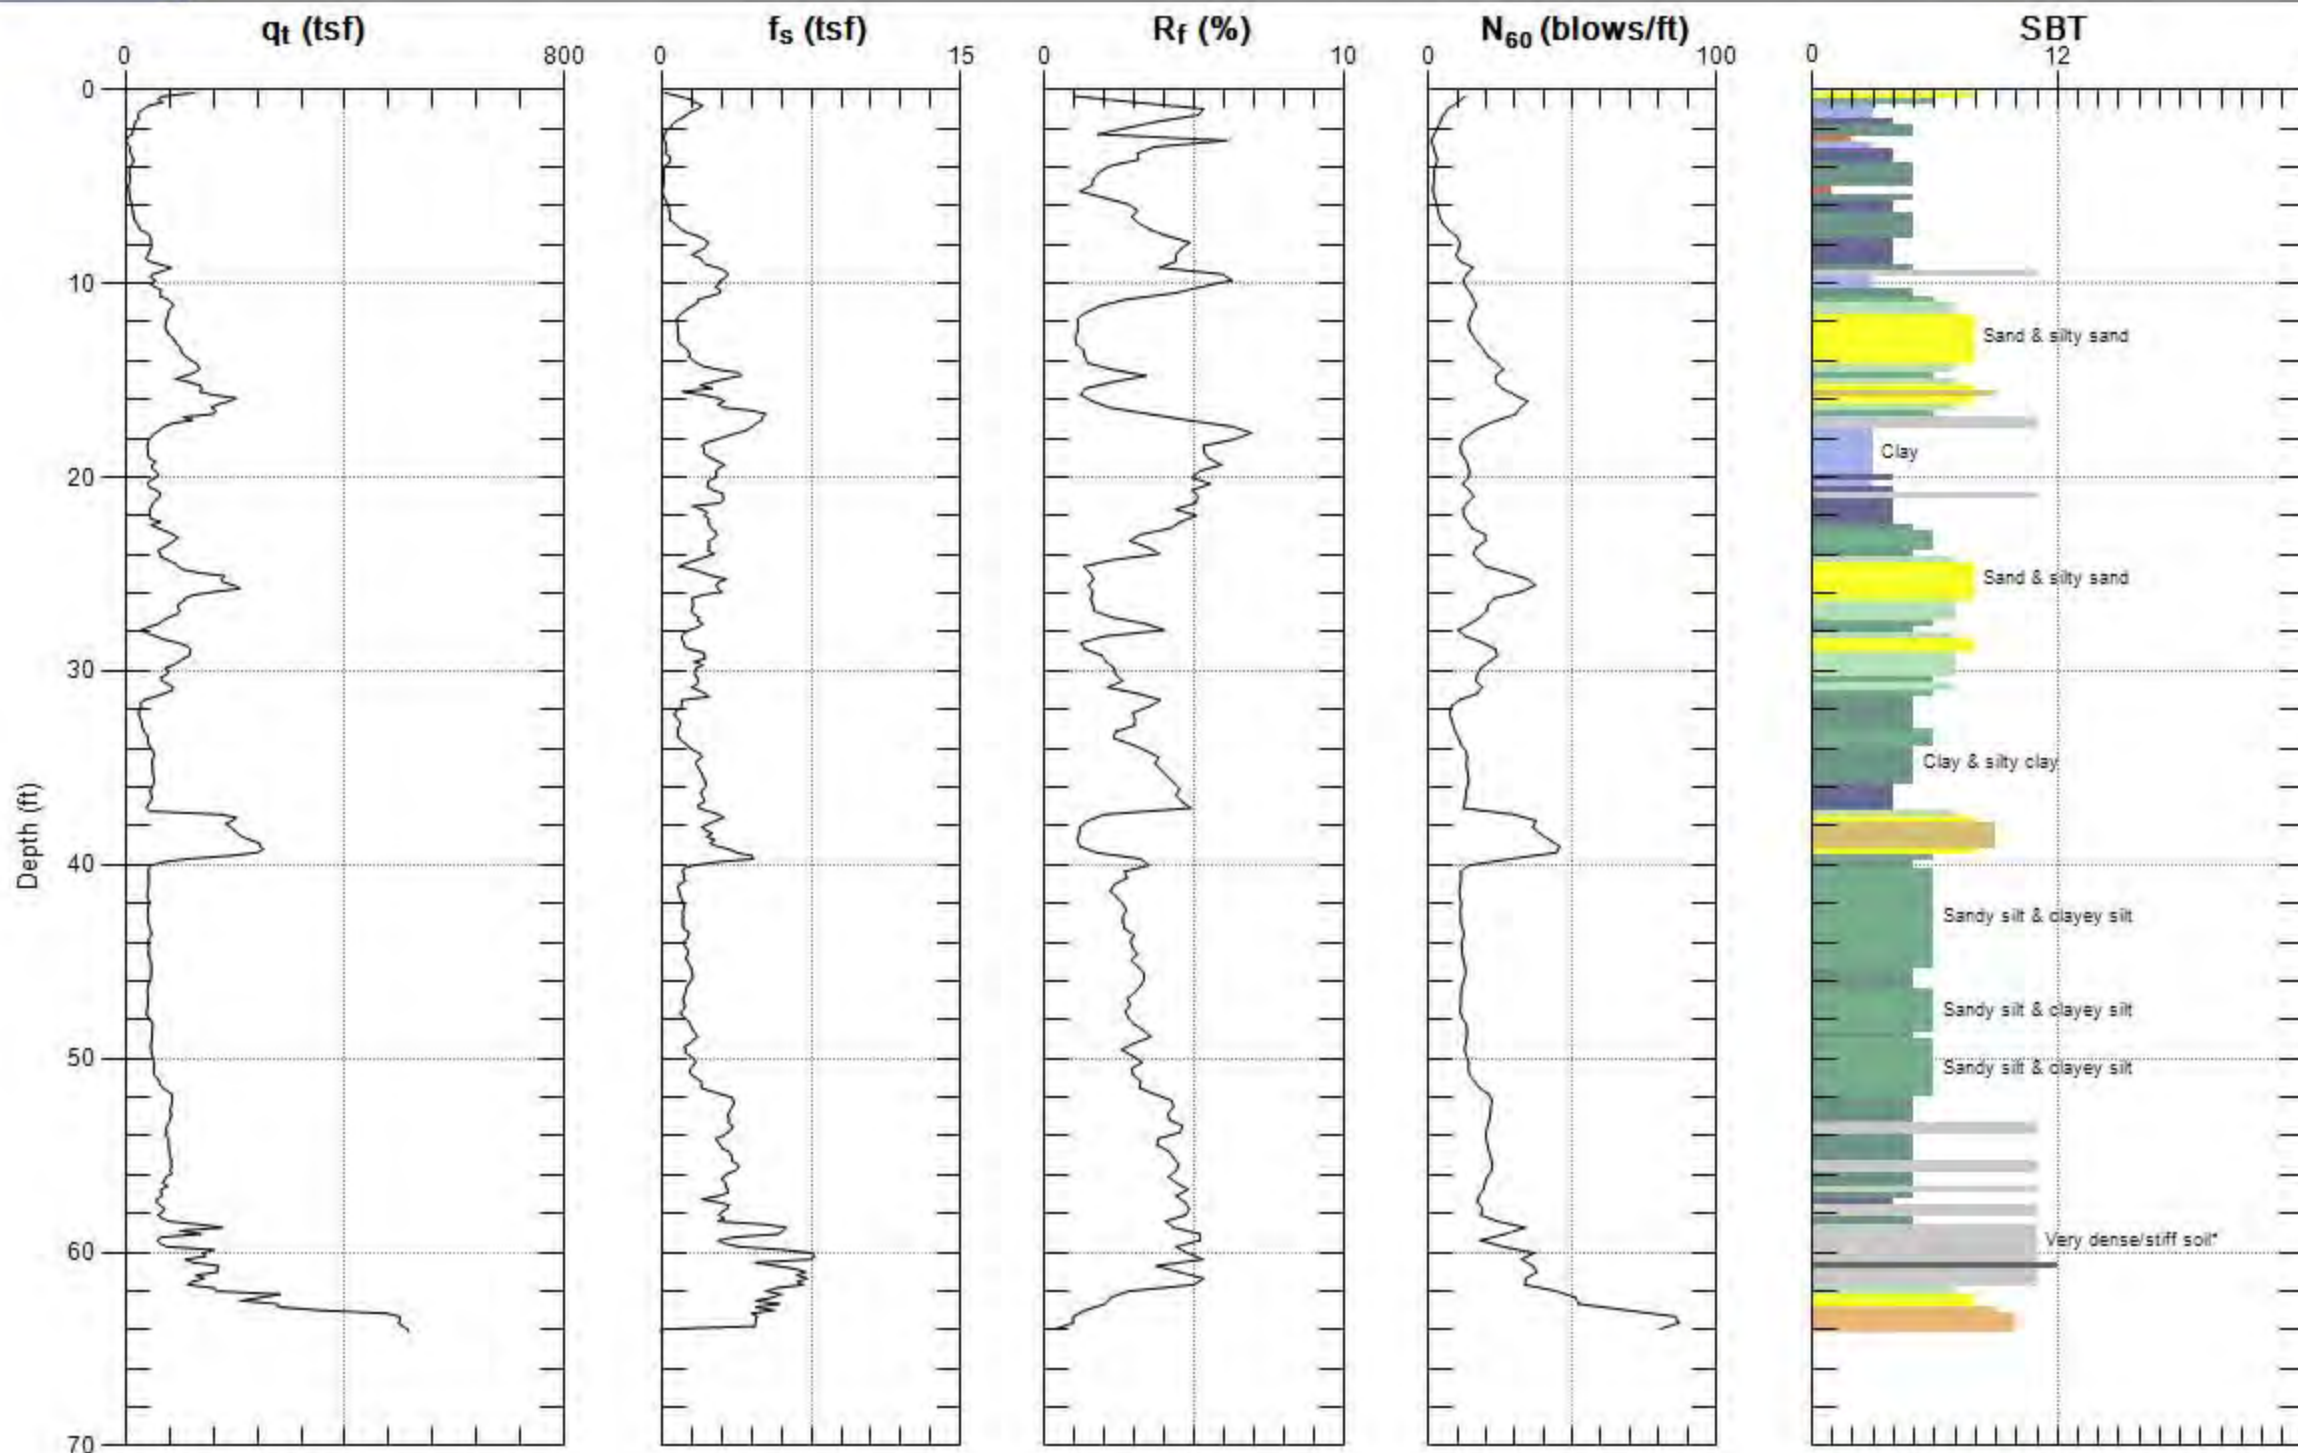 qt (tsf)
fs (tsf)
Rf (%)
N60 (blows/ft)
SBT
0 800
0 15
0 10
0 100
0 12
0
10
Sand & silty sand
Clay
20
Sand & silty sand
30
Clay & silty clay
Depth (ft)
40
Sandy silt & clayey silt
Sandy silt & clayey silt
50
Sandy silt & clayey silt
Very dense/stiff soil*
60
70